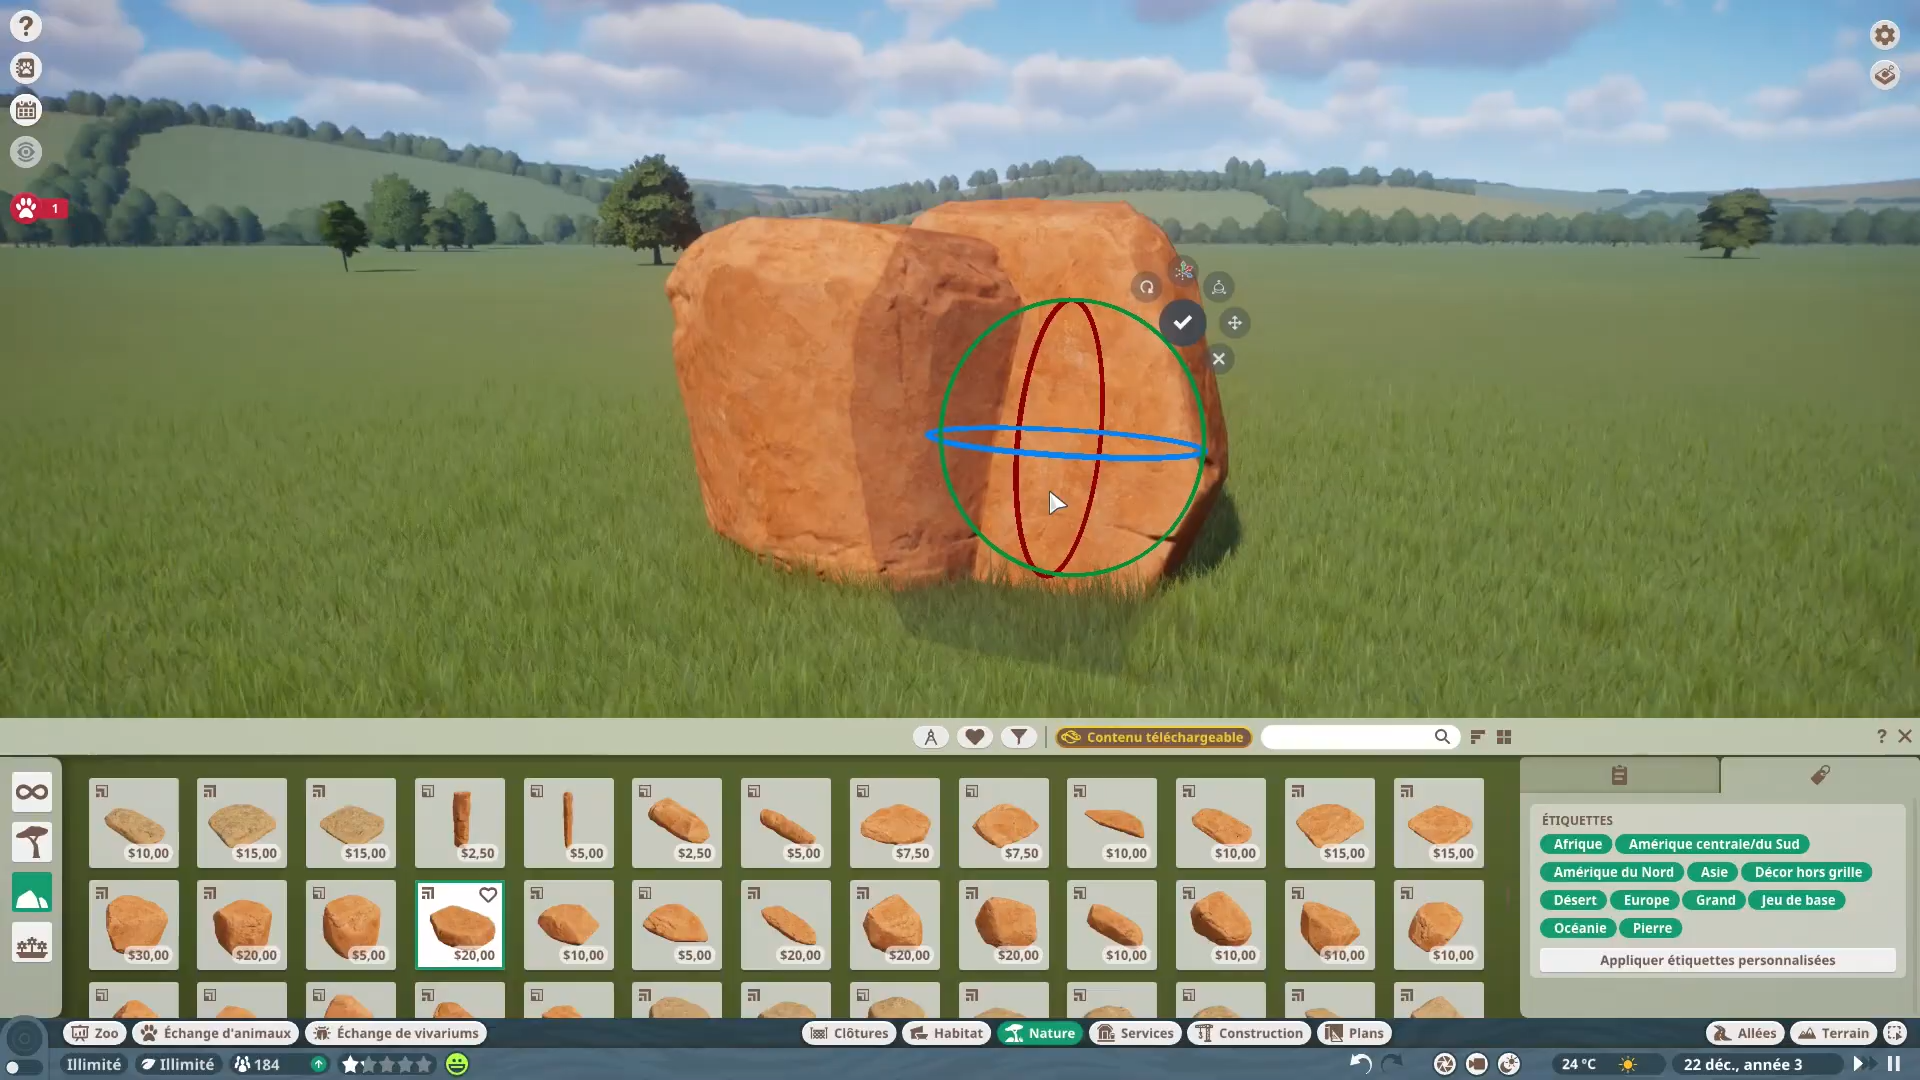 ?
1
Contenu téléchargeable
?
$10,00 $15,00 $15,00 $2,50 $5,00 $2,50 $5,00 $7,50 $7,50 $10,00 $10,00 $15,00 $15,00
$30,00 $20,00 $5,00 $20,00 $10,00 $5,00 $20,00 $20,00 $20,00 $10,00 $10,00 $10,00 $10,00
ÉTIQUETTES
Afrique Amérique centrale/du Sud
Amérique du Nord Asie Décor hors grille
Désert Europe Grand Jeu de base
Océanie Pierre
Appliquer étiquettes personnalisées
Zoo Échange d'animaux Échange de vivariums Clôtures Habitat Nature Services Construction Plans Allées Terrain
Illimité Illimité 184 24 °C 22 déc., année 3